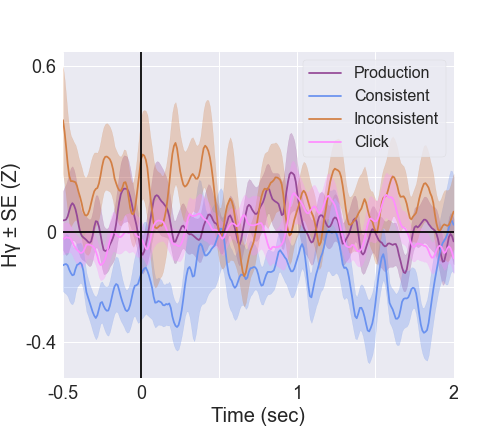 Hγ ± SE (Z)
0.6
0
-0.4
Production
Consistent
Inconsistent
Click
-0.5
0
1
2
Time (sec)